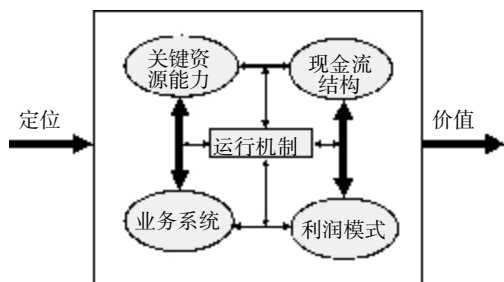 关键资
源能力
现金流
结构
定位
运行机制
价值
业务系统
利润模式